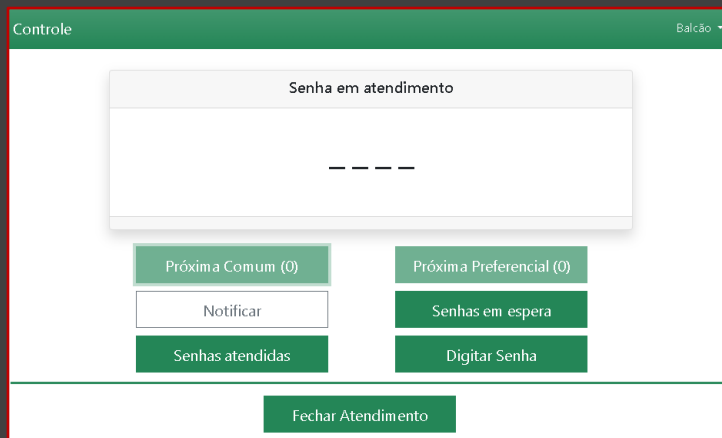 Controle
Balcão
Senha em atendimento
----
Próxima Comum (0)
Próxima Preferencial (0)
Notificar
Senhas em espera
Senhas atendidas
Digitar Senha
Fechar Atendimento